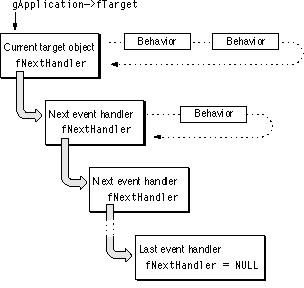 gApplication->fTarget
Behavior
Behavior
Current target object
fNextHandler
Next event handler
fNextHandler
Behavior
Next event handler
fNextHandler
Last event handler
fNextHandler = NULL